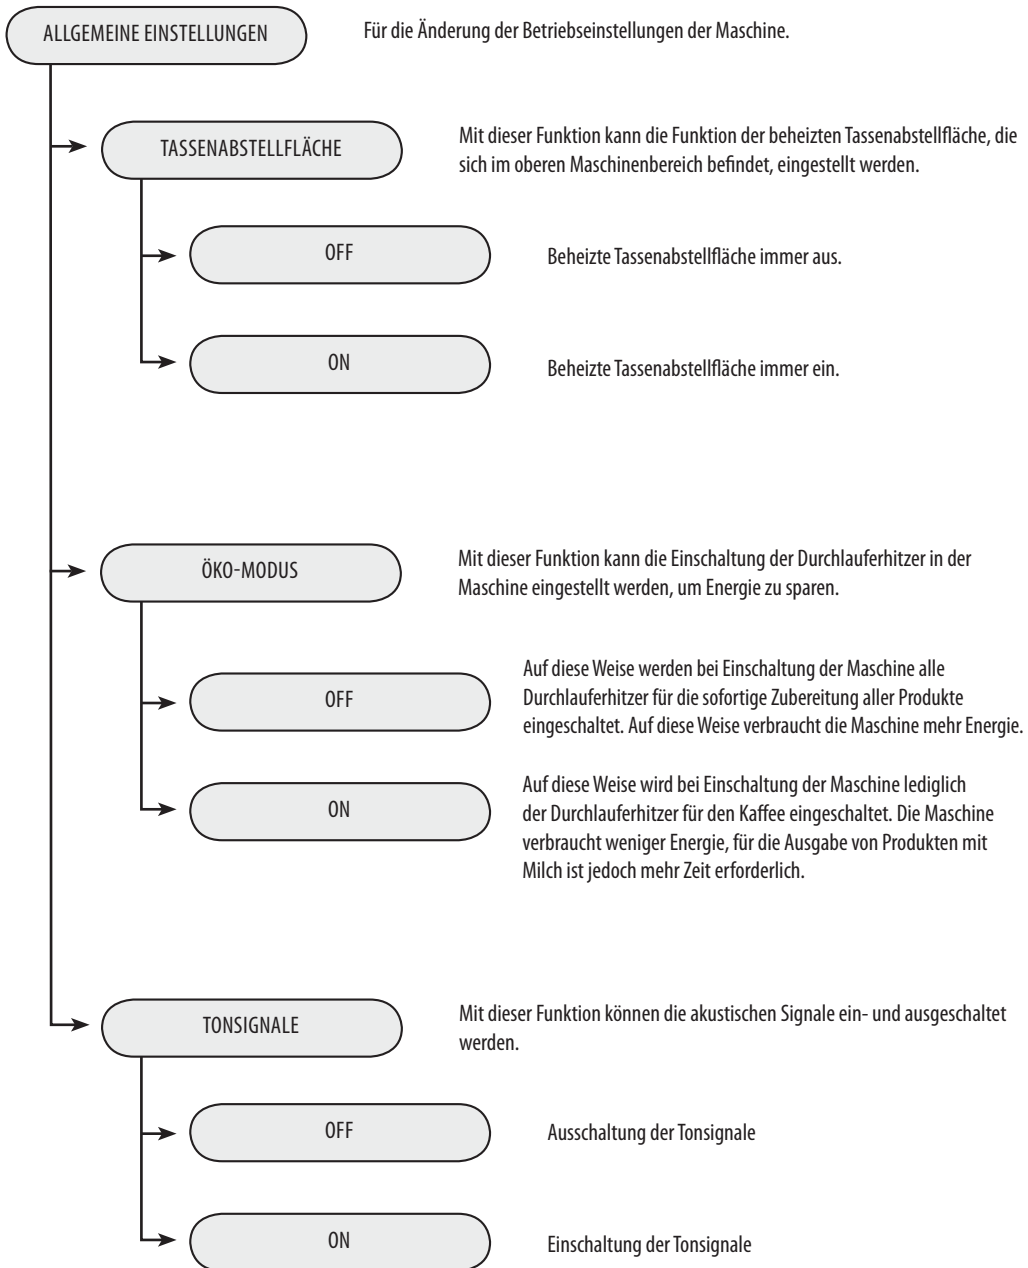 ALLGEMEINE EINSTELLUNGEN
Für die Änderung der Betriebseinstellungen der Maschine.
TASSENABSTELLFLÄCHE
Mit dieser Funktion kann die Funktion der beheizten Tassenabstellfläche, die
sich im oberen Maschinenbereich befindet, eingestellt werden.
OFF
Beheizte Tassenabstellfläche immer aus.
ON
Beheizte Tassenabstellfläche immer ein.
ÖKO-MODUS
Mit dieser Funktion kann die Einschaltung der Durchlauferhitzer in der
Maschine eingestellt werden, um Energie zu sparen.
OFF
Auf diese Weise werden bei Einschaltung der Maschine alle
Durchlauferhitzer für die sofortige Zubereitung aller Produkte
eingeschaltet. Auf diese Weise verbraucht die Maschine mehr Energie.
ON
Auf diese Weise wird bei Einschaltung der Maschine lediglich
der Durchlauferhitzer für den Kaffee eingeschaltet. Die Maschine
verbraucht weniger Energie, für die Ausgabe von Produkten mit
Milch ist jedoch mehr Zeit erforderlich.
TONSIGNALE
Mit dieser Funktion können die akustischen Signale ein- und ausgeschaltet
werden.
OFF
Ausschaltung der Tonsignale
ON
Einschaltung der Tonsignale